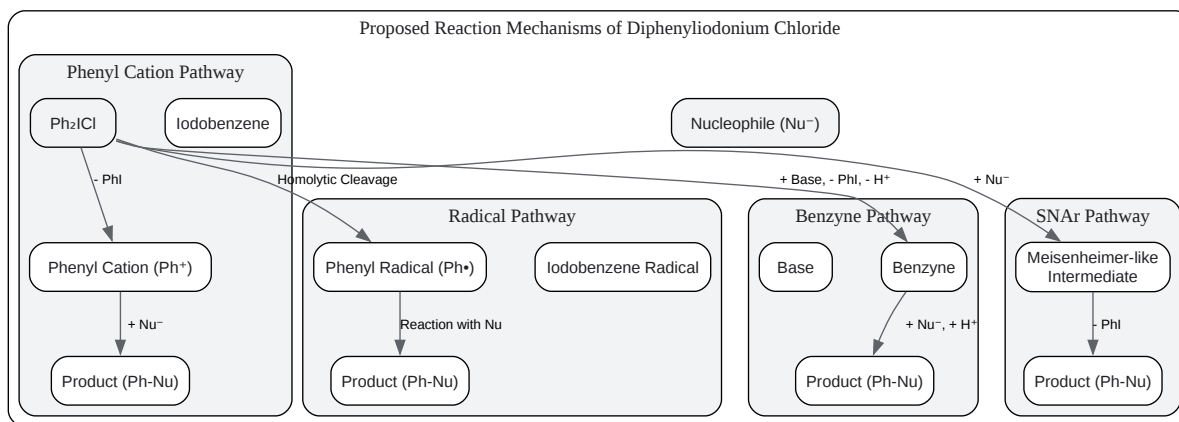 Proposed Reaction Mechanisms of Diphenyliodonium Chloride
Phenyl Cation Pathway
Ph₂ICl
Iodobenzene
Nucleophile (Nu⁻)
- PhI
Homolytic Cleavage
+ Base, - PhI, - H⁺
+ Nu⁻
Radical Pathway
Benzyne Pathway
SNAr Pathway
Phenyl Cation (Ph⁺)
Phenyl Radical (Ph•)
Iodobenzene Radical
Base
Benzyne
Meisenheimer-like
Intermediate
+ Nu⁻
Reaction with Nu
+ Nu⁻, + H⁺
- PhI
Product (Ph-Nu)
Product (Ph-Nu)
Product (Ph-Nu)
Product (Ph-Nu)